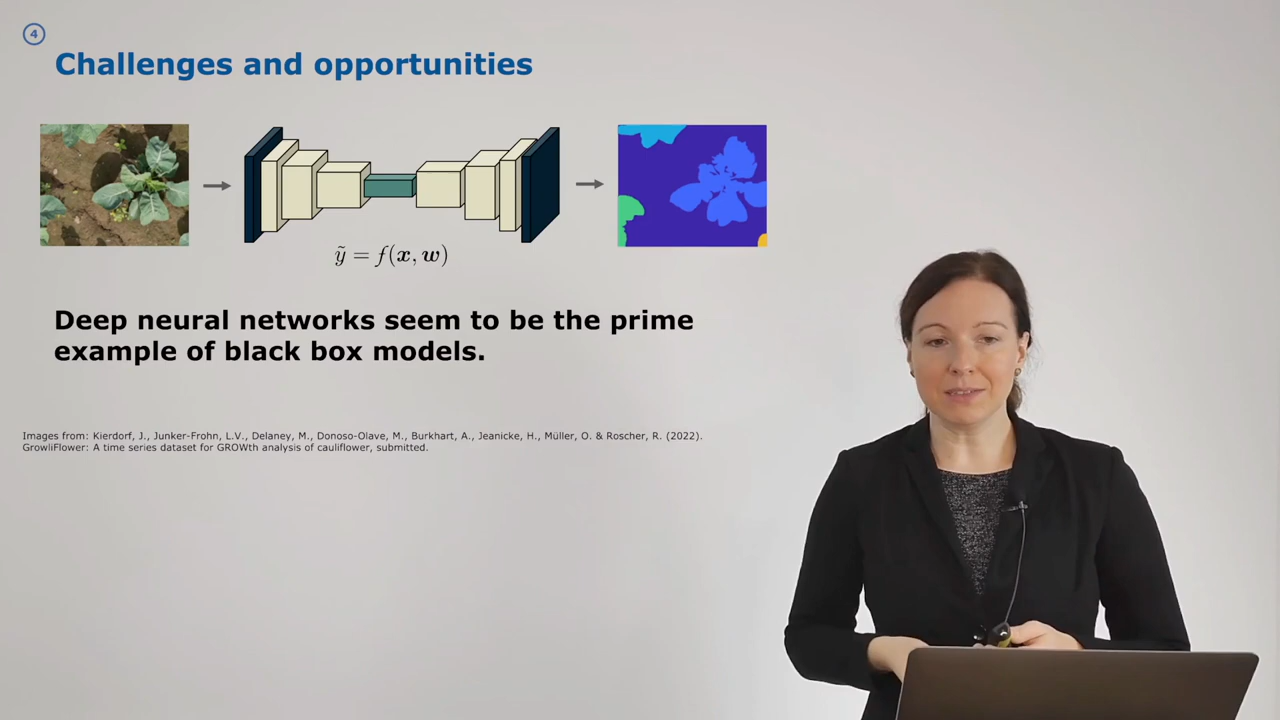 4
Challenges and opportunities
ỹ = f(x, w)
Deep neural networks seem to be the prime
example of black box models.
Images from: Kierdorf, J., Junker-Frohn, L.V., Delaney, M., Donoso-Olave, M., Burkhart, A., Jaenicke, H., Müller, O. & Roscher, R. (2022).
GrowliFlower: A time series dataset for GROWth analysis of cauliflower, submitted.